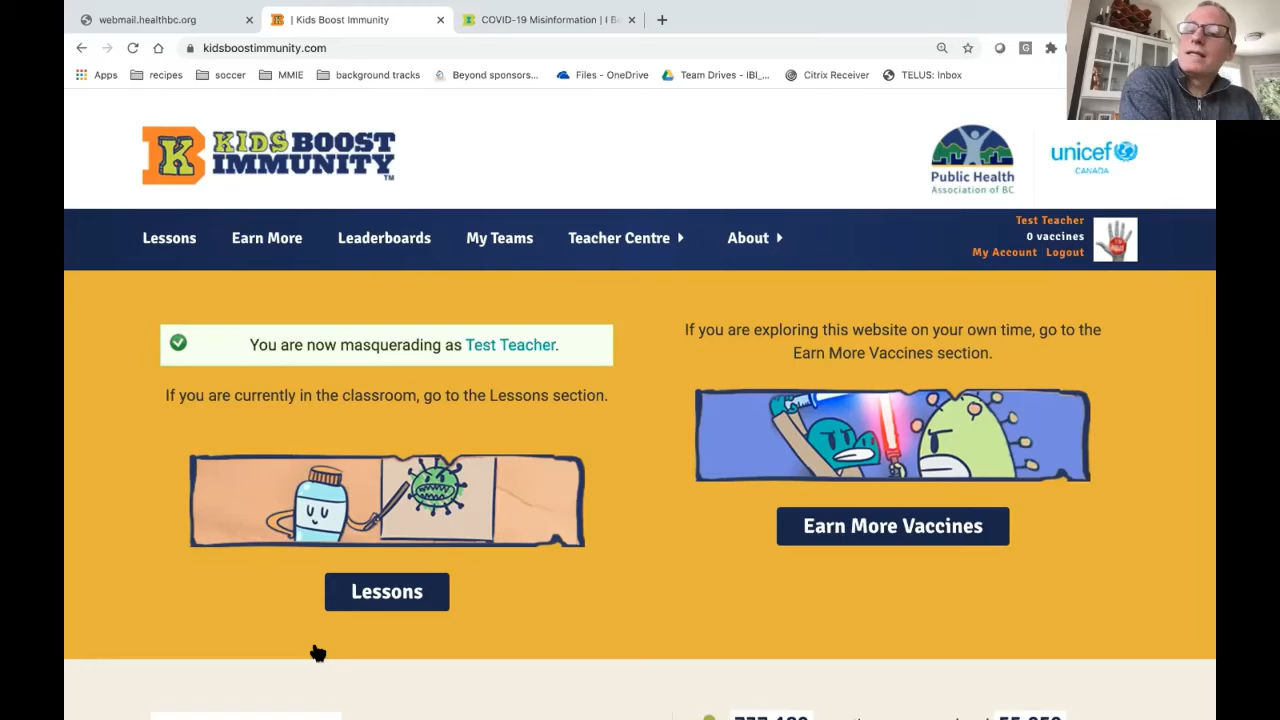 webmail.healthbc.org
| Kids Boost Immunity
COVID-19 Misinformation | I Bo
kidsboostimmunity.com
Apps
recipes
soccer
MMIE
background tracks
Beyond sponsors...
Files - OneDrive
Team Drives - IBI_...
Citrix Receiver
TELUS: Inbox
K
KIDS BOOST
IMMUNITY™
Public Health
Association of BC
unicef
CANADA
Lessons
Earn More
Leaderboards
My Teams
Teacher Centre
About
Test Teacher
0 vaccines
My Account Logout
You are now masquerading as Test Teacher.
If you are currently in the classroom, go to the Lessons section.
Lessons
If you are exploring this website on your own time, go to the
Earn More Vaccines section.
Earn More Vaccines